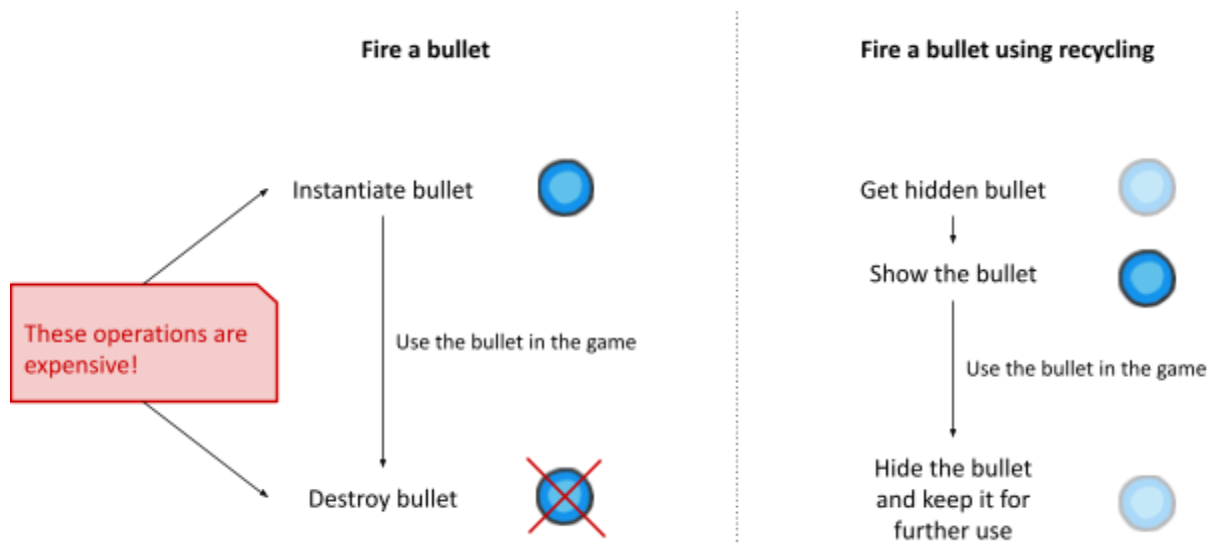 Fire a bullet
Instantiate bullet
These operations are
expensive!
Use the bullet in the game
Destroy bullet
Fire a bullet using recycling
Get hidden bullet
Show the bullet
Use the bullet in the game
Hide the bullet
and keep it for
further use